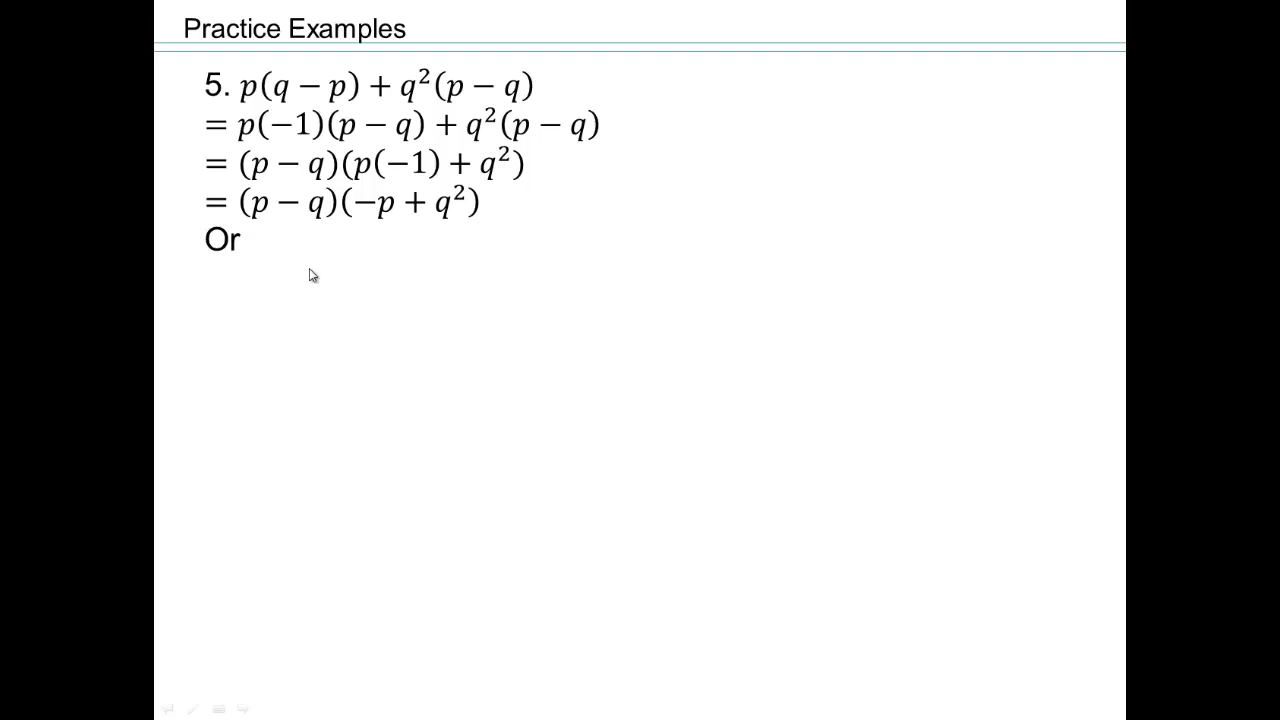 Practice Examples
5. 𝑝(𝑞 − 𝑝) + 𝑞²(𝑝 − 𝑞)
= 𝑝(−1)(𝑝 − 𝑞) + 𝑞²(𝑝 − 𝑞)
= (𝑝 − 𝑞)(𝑝(−1) + 𝑞²)
= (𝑝 − 𝑞)(−𝑝 + 𝑞²)
Or